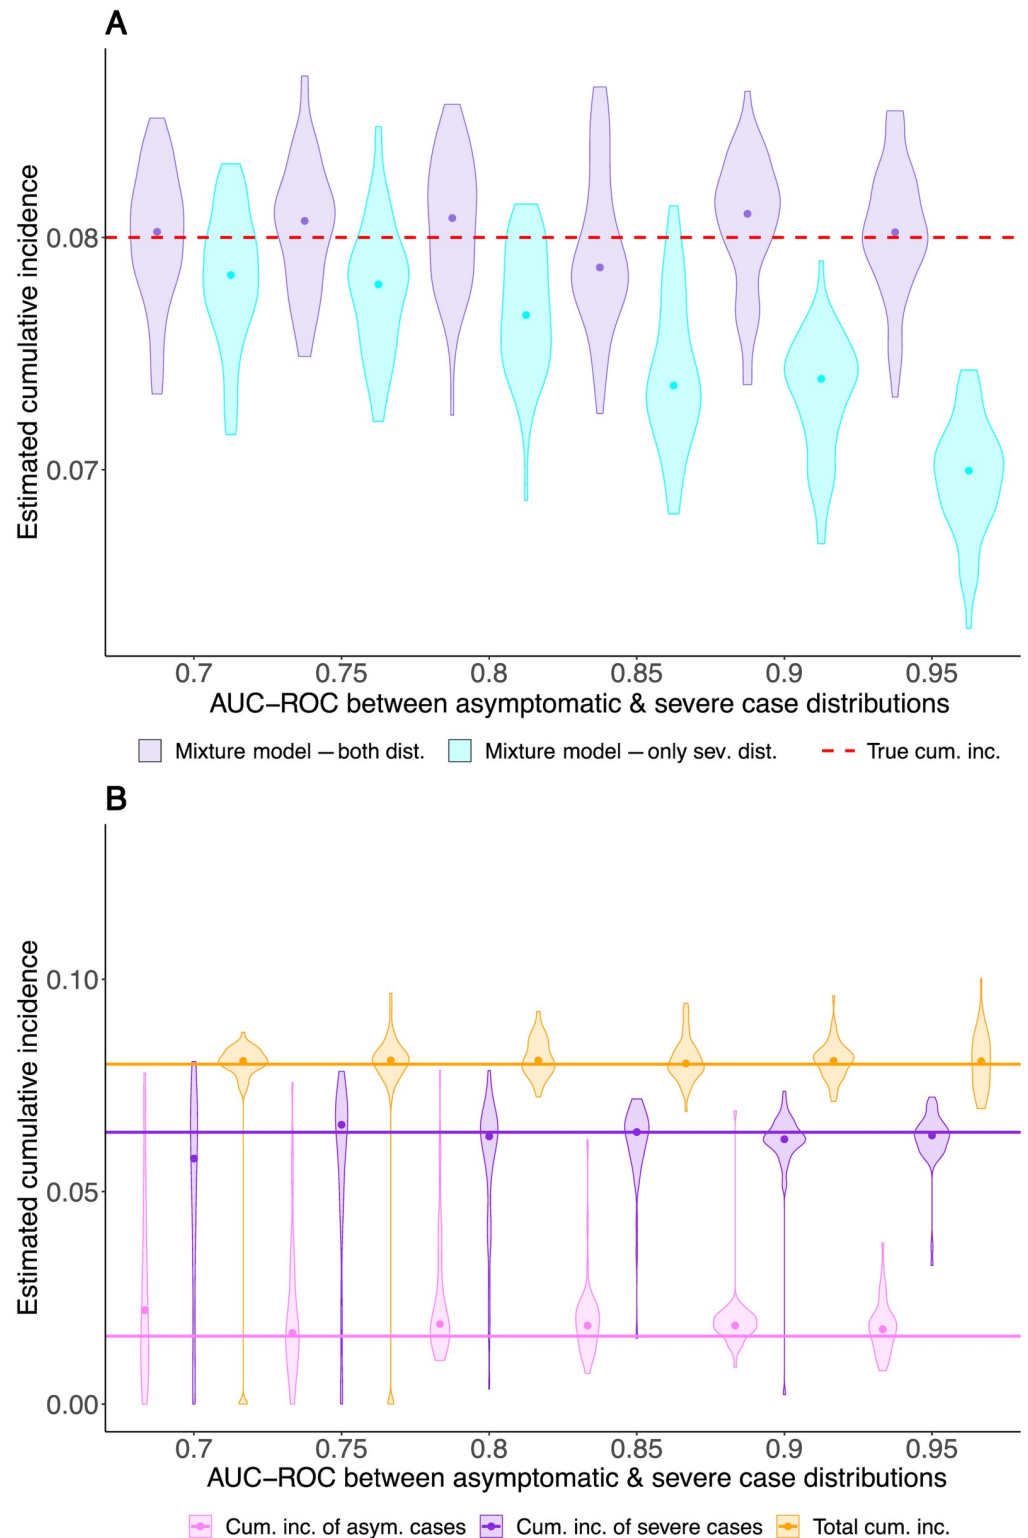 A
Estimated cumulative incidence
0.08
0.07
0.7 0.75 0.8 0.85 0.9 0.95
AUC−ROC between asymptomatic & severe case distributions
Mixture model − both dist. Mixture model − only sev. dist. True cum. inc.
B
Estimated cumulative incidence
0.10
0.05
0.00
0.7 0.75 0.8 0.85 0.9 0.95
AUC−ROC between asymptomatic & severe case distributions
Cum. inc. of asym. cases Cum. inc. of severe cases Total cum. inc.